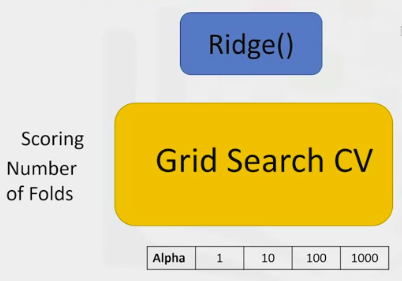 Ridge()
Scoring
Number
of Folds
Grid Search CV
Alpha 1 10 100 1000